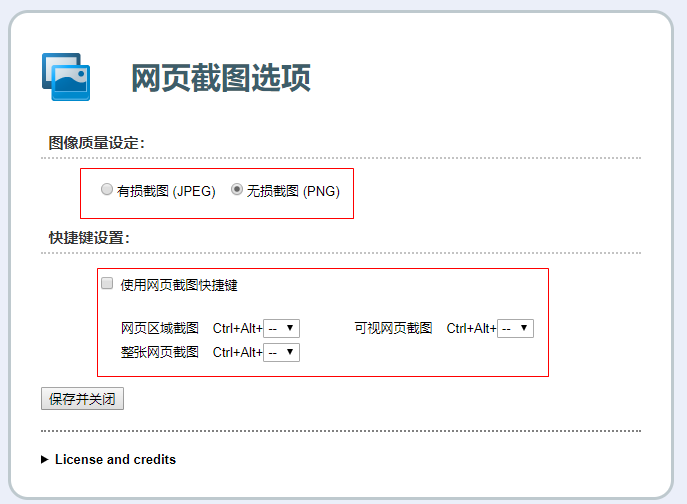 网页截图选项
图像质量设定:
有损截图 (JPEG) 无损截图 (PNG)
快捷键设置:
使用网页截图快捷键
网页区域截图 Ctrl+Alt+ -- 可视网页截图 Ctrl+Alt+ --
整张网页截图 Ctrl+Alt+ --
保存并关闭
License and credits